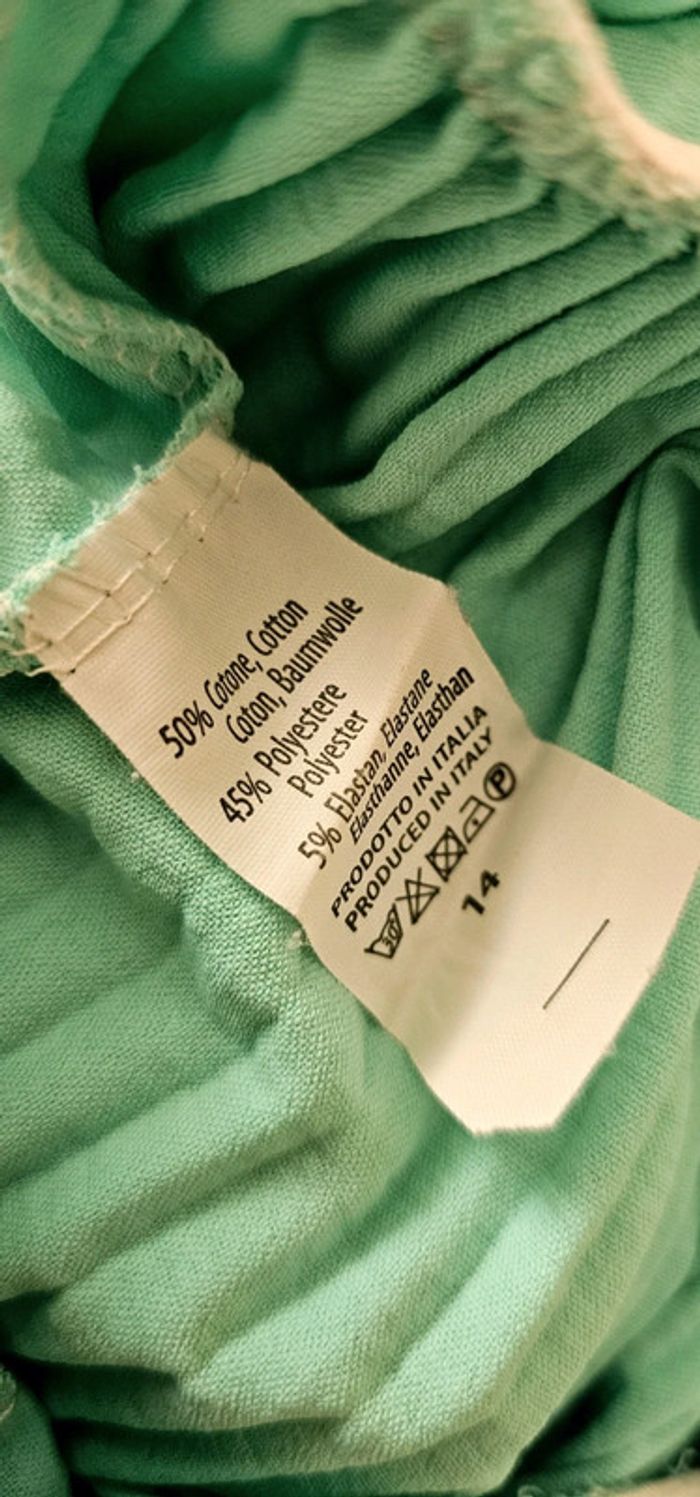 50% Cotone, Cotton
Coton, Baumwolle
45% Polyestere
Polyester
5% Elastan, Elastane
Elasthanne, Elasthan
PRODOTTO IN ITALIA
PRODUCED IN ITALY
30 P
14